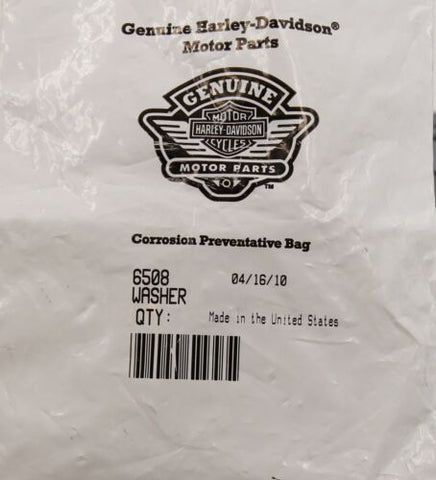 Genuine Harley-Davidson®
Motor Parts
GENUINE
MOTOR
HARLEY-DAVIDSON
CYCLES
MOTOR PARTS
TM
Corrosion Preventative Bag
6508 04/16/10
WASHER
QTY: Made in the United States